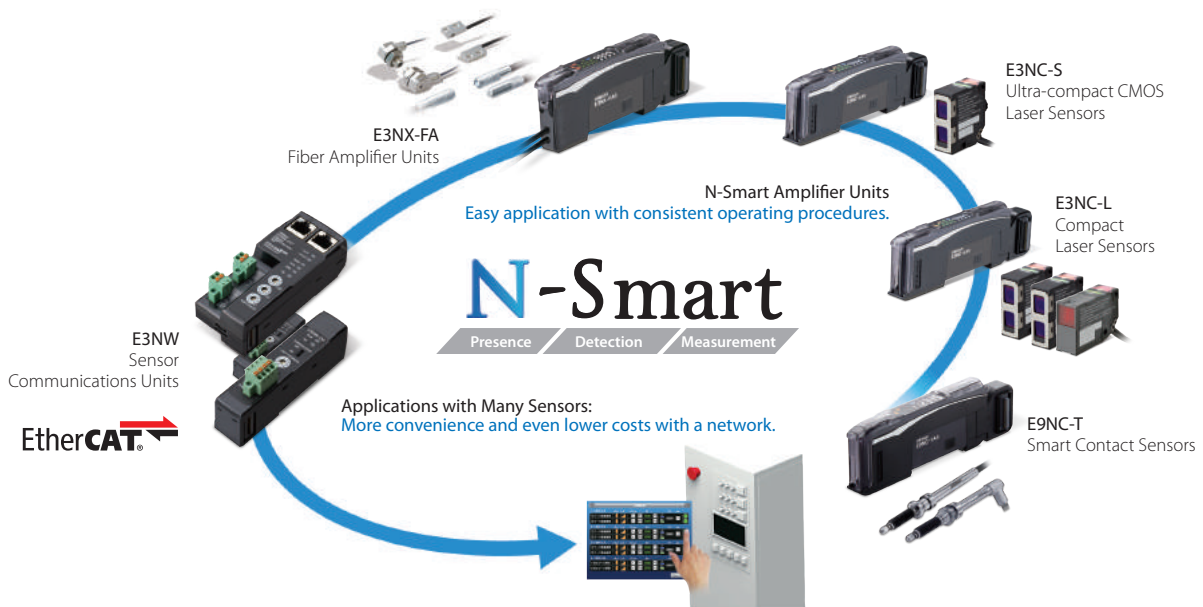 E3NX-FA
Fiber Amplifier Units
E3NC-S
Ultra-compact CMOS
Laser Sensors
N-Smart Amplifier Units
Easy application with consistent operating procedures.
E3NC-L
Compact
Laser Sensors
N-Smart
Presence
Detection
Measurement
E3NW
Sensor
Communications Units
EtherCAT®
Applications with Many Sensors:
More convenience and even lower costs with a network.
E9NC-T
Smart Contact Sensors